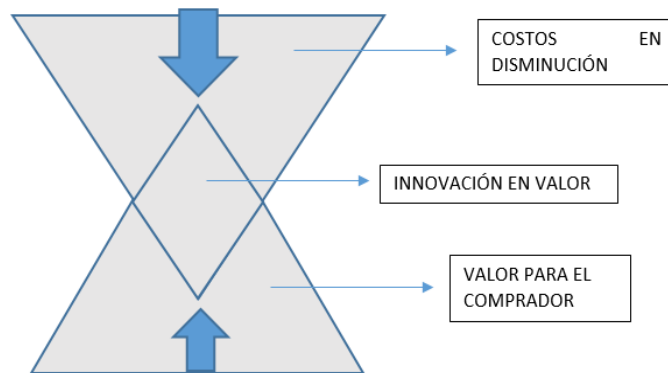 COSTOS EN
DISMINUCIÓN
INNOVACIÓN EN VALOR
VALOR PARA EL
COMPRADOR